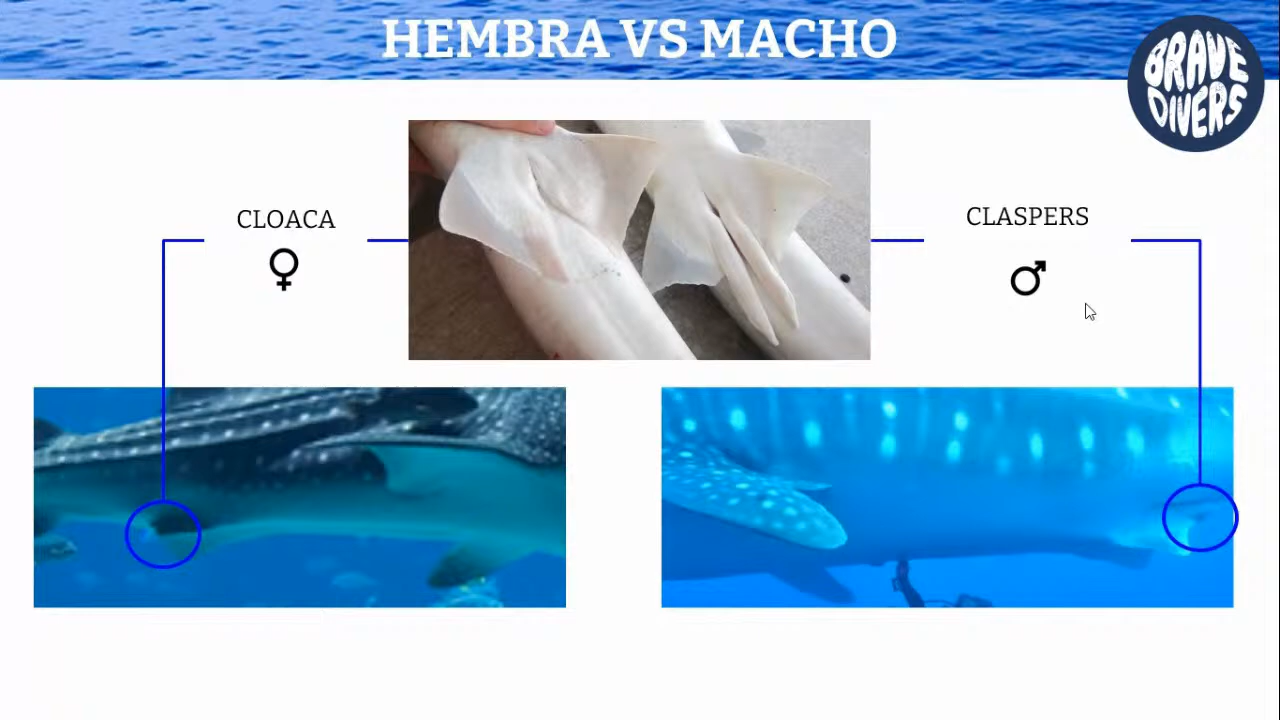 HEMBRA VS MACHO
BRAVE
DIVERS
CLOACA
♀
CLASPERS
♂